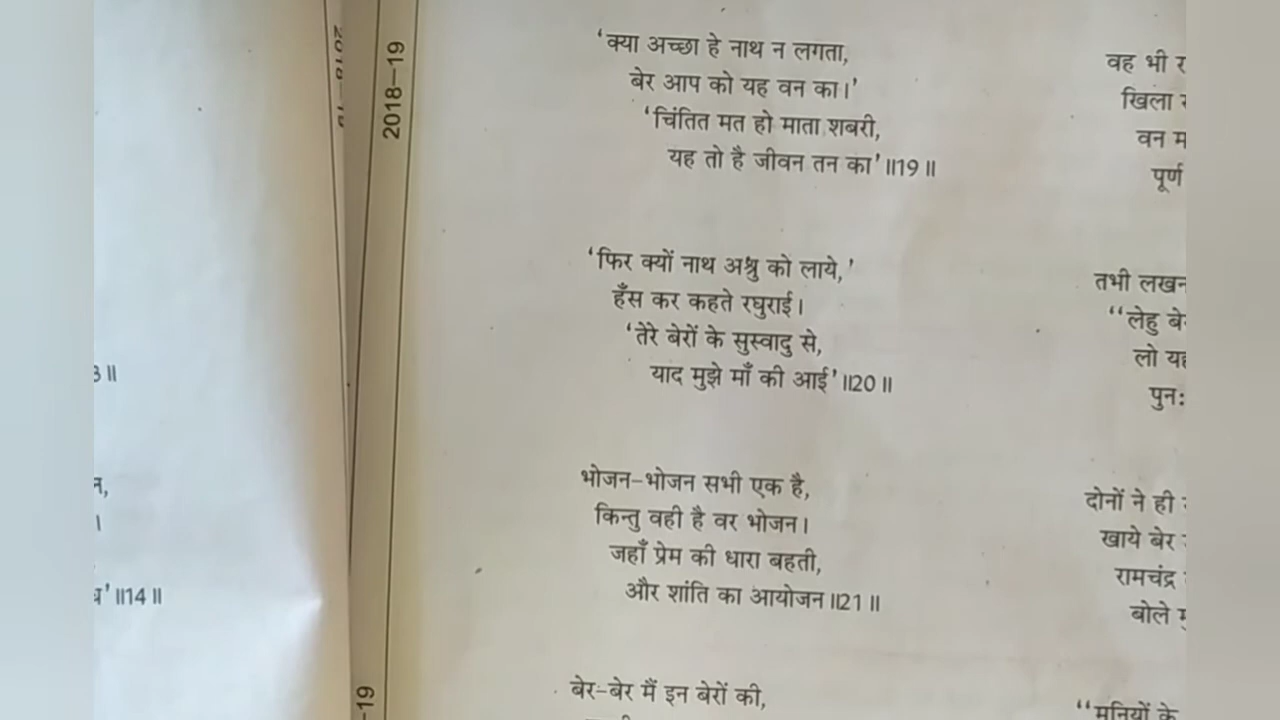 2018-19
'क्या अच्छा हे नाथ न लगता,
बेर आप को यह वन का।'
'चिंतित मत हो माता शबरी,
यह तो है जीवन तन का'॥19॥
'फिर क्यों नाथ अश्रु को लाये,'
हँस कर कहते रघुराई।
'तेरे बेरों के सुस्वादु से,
याद मुझे माँ की आई'॥20॥
भोजन-भोजन सभी एक है,
किन्तु वही है वर भोजन।
जहाँ प्रेम की धारा बहती,
और शांति का आयोजन॥21॥
बेर-बेर मैं इन बेरों की,
वह भी
खिला
वन
पूर्ण
तभी लखन
"लेहु
लो
पुनः
दोनों ने ही
खाये बेर
रामचंद्र
बोले
"मुनियों के
॥14॥
-19